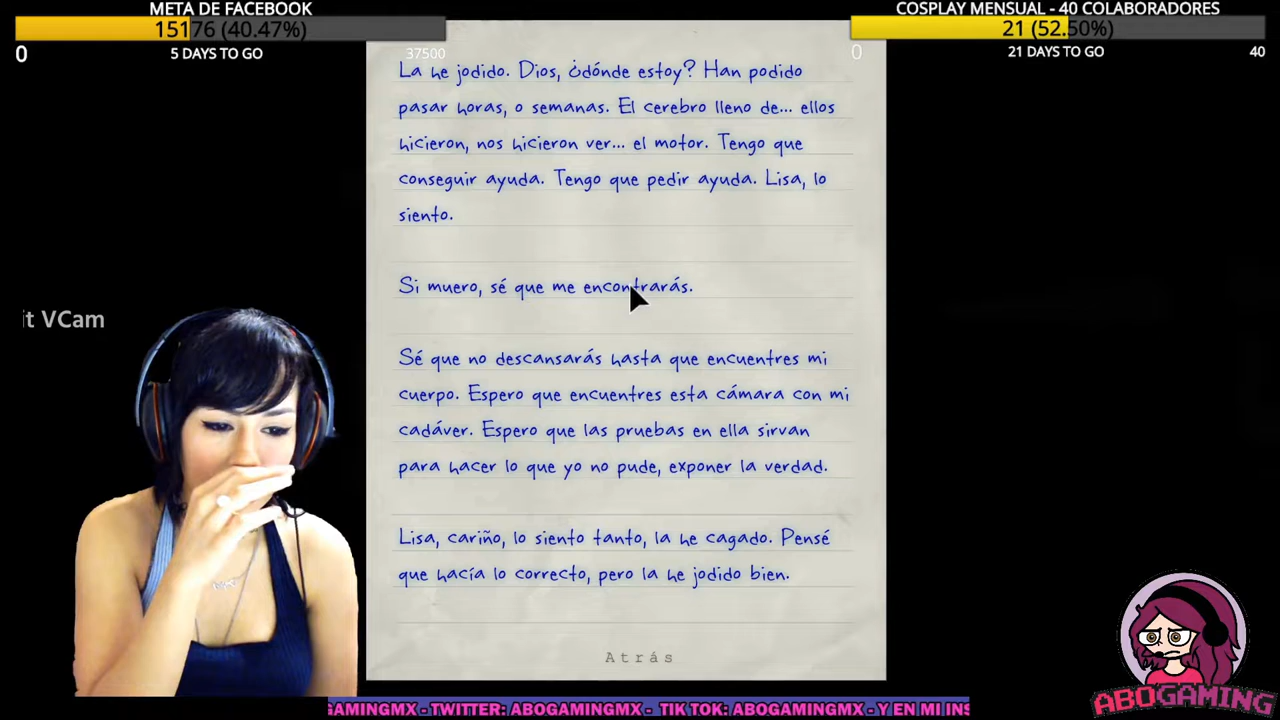 META DE FACEBOOK
15176 (40.47%)
0
5 DAYS TO GO
37500
COSPLAY MENSUAL - 40 COLABORADORES
21 (52.50%)
0
21 DAYS TO GO
40
La he jodido. Dios, ¿dónde estoy? Han podido
pasar horas, o semanas. El cerebro lleno de... ellos
hicieron, nos hicieron ver... el motor. Tengo que
conseguir ayuda. Tengo que pedir ayuda. Lisa, lo
siento.
Si muero, sé que me encontrarás.
Sé que no descansarás hasta que encuentres mi
cuerpo. Espero que encuentres esta cámara con mi
cadáver. Espero que las pruebas en ella sirvan
para hacer lo que yo no pude, exponer la verdad.
Lisa, cariño, lo siento tanto, la he cagado. Pensé
que hacía lo correcto, pero la he jodido bien.
Atrás
it VCam
GAMINGMX - TWITTER: ABOGAMINGMX - TIK TOK: ABOGAMINGMX - Y EN MI INS
ABOGAMING